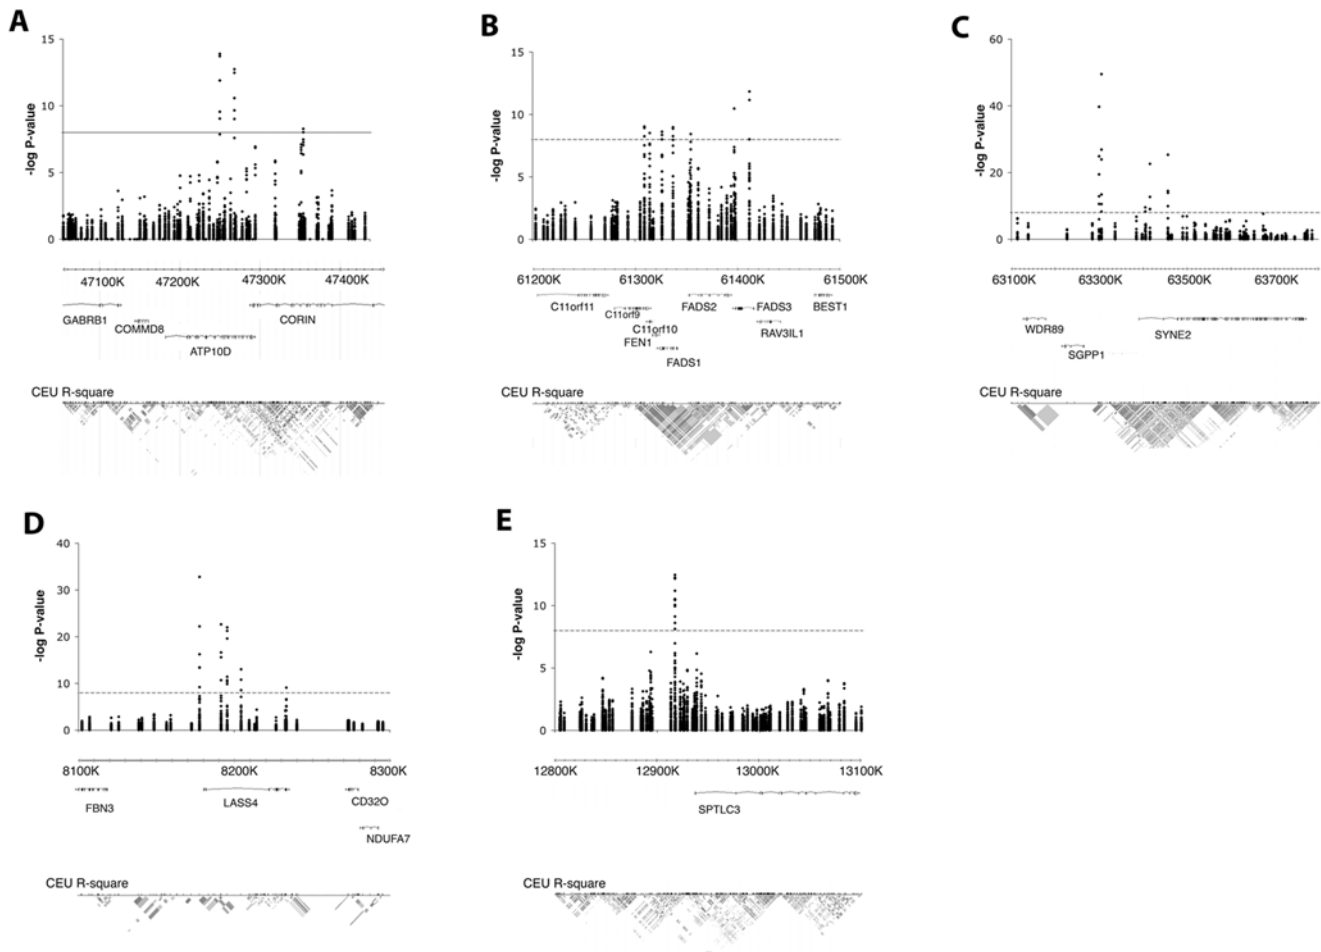 A
-log P-value
15
10
5
0
47100K 47200K 47300K 47400K
GABRB1 CORIN
COMMD8
ATP10D
CEU R-square
B
-log P-value
15
10
5
0
61200K 61300K 61400K 61500K
C11orf11 FADS2 FADS3 BEST1
C11orf9
C11orf10 RAV3IL1
FEN1
FADS1
CEU R-square
C
-log P-value
60
40
20
0
63100K 63300K 63500K 63700K
WDR89 SYNE2
SGPP1
CEU R-square
D
-log P-value
40
30
20
10
0
8100K 8200K 8300K
FBN3 LASS4 CD32O
NDUFA7
CEU R-square
E
-log P-value
15
10
5
0
12800K 12900K 13000K 13100K
SPTLC3
CEU R-square